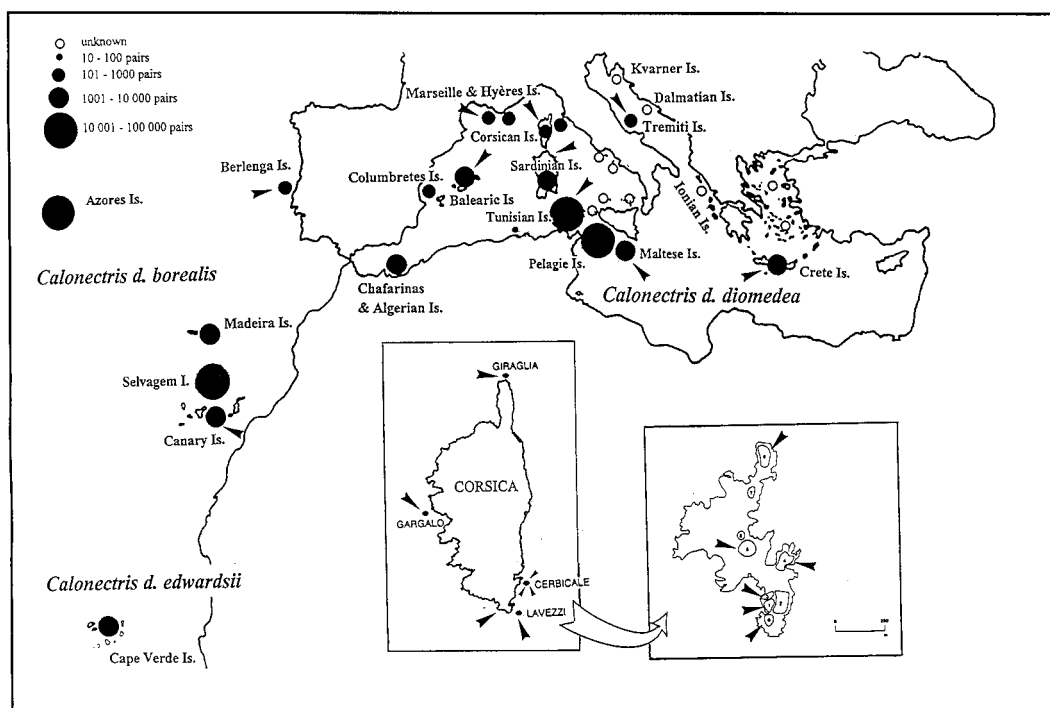 unknown
10 - 100 pairs
101 - 1000 pairs
1001 - 10 000 pairs
10 001 - 100 000 pairs
Kvarner Is.
Dalmatian Is.
Marseille & Hyères Is.
Tremiti Is.
Corsican Is.
Berlenga Is.
Columbretes Is.
Sardinian Is.
Azores Is.
Balearic Is
Ionian Is.
Tunisian Is.
Pelagie Is.
Maltese Is.
Crete Is.
Calonectris d. borealis
Chafarinas
& Algerian Is.
Calonectris d. diomedea
Madeira Is.
Selvagem I.
Canary Is.
GIRAGLIA
CORSICA
GARGALO
CERBICALE
LAVEZZI
Calonectris d. edwardsii
Cape Verde Is.